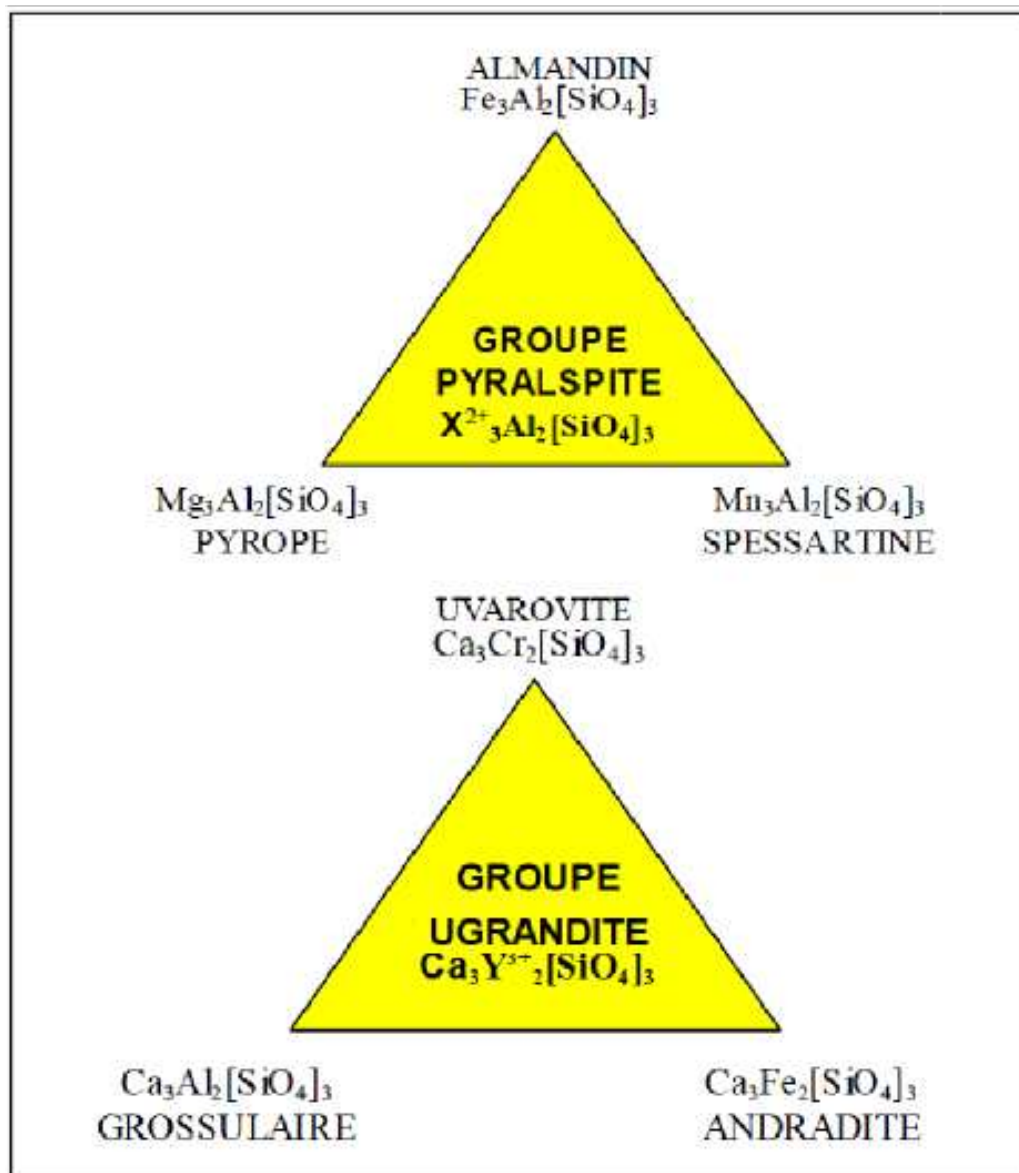 ALMANDIN
Fe₃Al₂[SiO₄]₃
GROUPE
PYRALSPITE
X²⁺₃Al₂[SiO₄]₃
Mg₃Al₂[SiO₄]₃
PYROPE
Mn₃Al₂[SiO₄]₃
SPESSARTINE
UVAROVITE
Ca₃Cr₂[SiO₄]₃
GROUPE
UGRANDITE
Ca₃Y³⁺₂[SiO₄]₃
Ca₃Al₂[SiO₄]₃
GROSSULAIRE
Ca₃Fe₂[SiO₄]₃
ANDRADITE